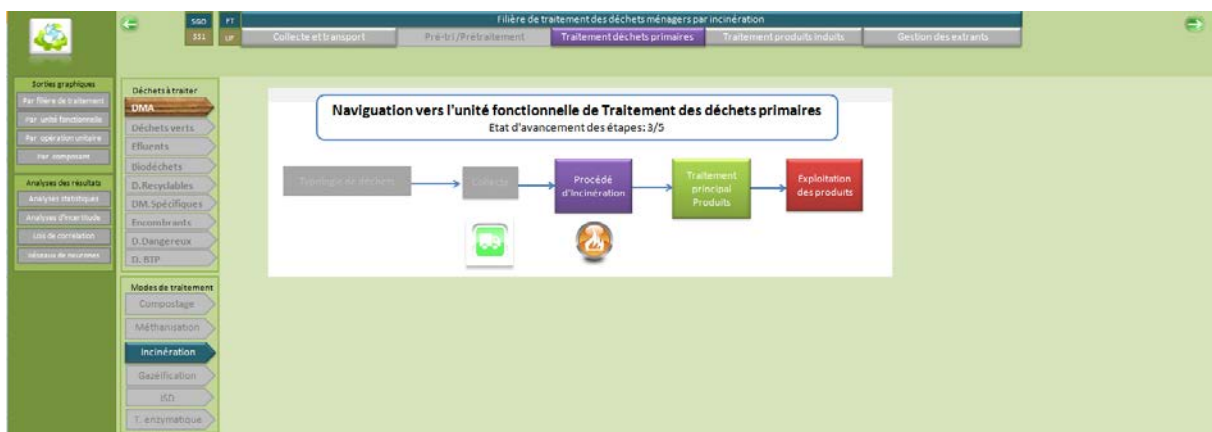 SGD
PT
Filière de traitement des déchets ménagers par incinération
SS1
UF
Collecte et transport
Pré-tri/Prétraitement
Traitement déchets primaires
Traitement produits induits
Gestion des extrants
Sorties graphiques
Par filière de traitement
Par unité fonctionnelle
Par opération unitaire
Par composant
Analyses des résultats
Analyses statistiques
Analyses d'incertitude
Lois de correlation
Réseaux de neurones
Déchets à traiter
DMA
Déchets verts
Effluents
Biodéchets
D.Recyclables
DM.Spécifiques
Encombrants
D.Dangereux
D. BTP
Modes de traitement
Compostage
Méthanisation
Incinération
Gazéification
ISD
T. enzymatique
Naviguation vers l'unité fonctionnelle de Traitement des déchets primaires
Etat d'avancement des étapes: 3/5
Typologie de déchets
Collecte
Procédé
d'Incinération
Traitement
principal
Produits
Exploitation
des produits